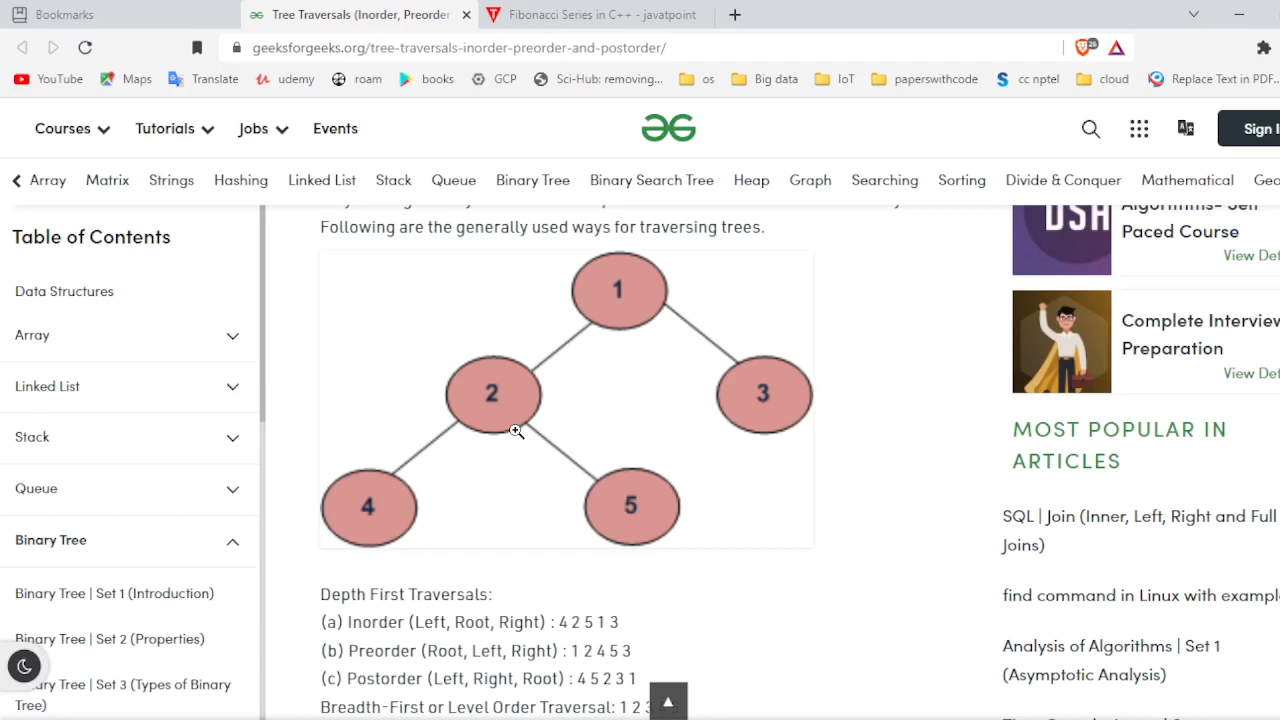 Bookmarks
Tree Traversals (Inorder, Preorder
Fibonacci Series in C++ - javatpoint
geeksforgeeks.org/tree-traversals-inorder-preorder-and-postorder/
26
YouTube Maps Translate udemy roam books GCP Sci-Hub: removing... os Big data IoT paperswithcode cc nptel cloud Replace Text in PDF...
Courses Tutorials Jobs Events
Sign I
Array Matrix Strings Hashing Linked List Stack Queue Binary Tree Binary Search Tree Heap Graph Searching Sorting Divide & Conquer Mathematical Geo
Table of Contents
Data Structures
Array
Linked List
Stack
Queue
Binary Tree
Binary Tree | Set 1 (Introduction)
Binary Tree | Set 2 (Properties)
Tree | Set 3 (Types of Binary
Tree)
Following are the generally used ways for traversing trees.
1
2
3
4
5
Depth First Traversals:
(a) Inorder (Left, Root, Right) : 4 2 5 1 3
(b) Preorder (Root, Left, Right) : 1 2 4 5 3
(c) Postorder (Left, Right, Root) : 4 5 2 3 1
Breadth-First or Level Order Traversal: 1 2 3
DSA
Algorithms- Self
Paced Course
View Det
Complete Interview
Preparation
View Det
MOST POPULAR IN
ARTICLES
SQL | Join (Inner, Left, Right and Full
Joins)
find command in Linux with example
Analysis of Algorithms | Set 1
(Asymptotic Analysis)